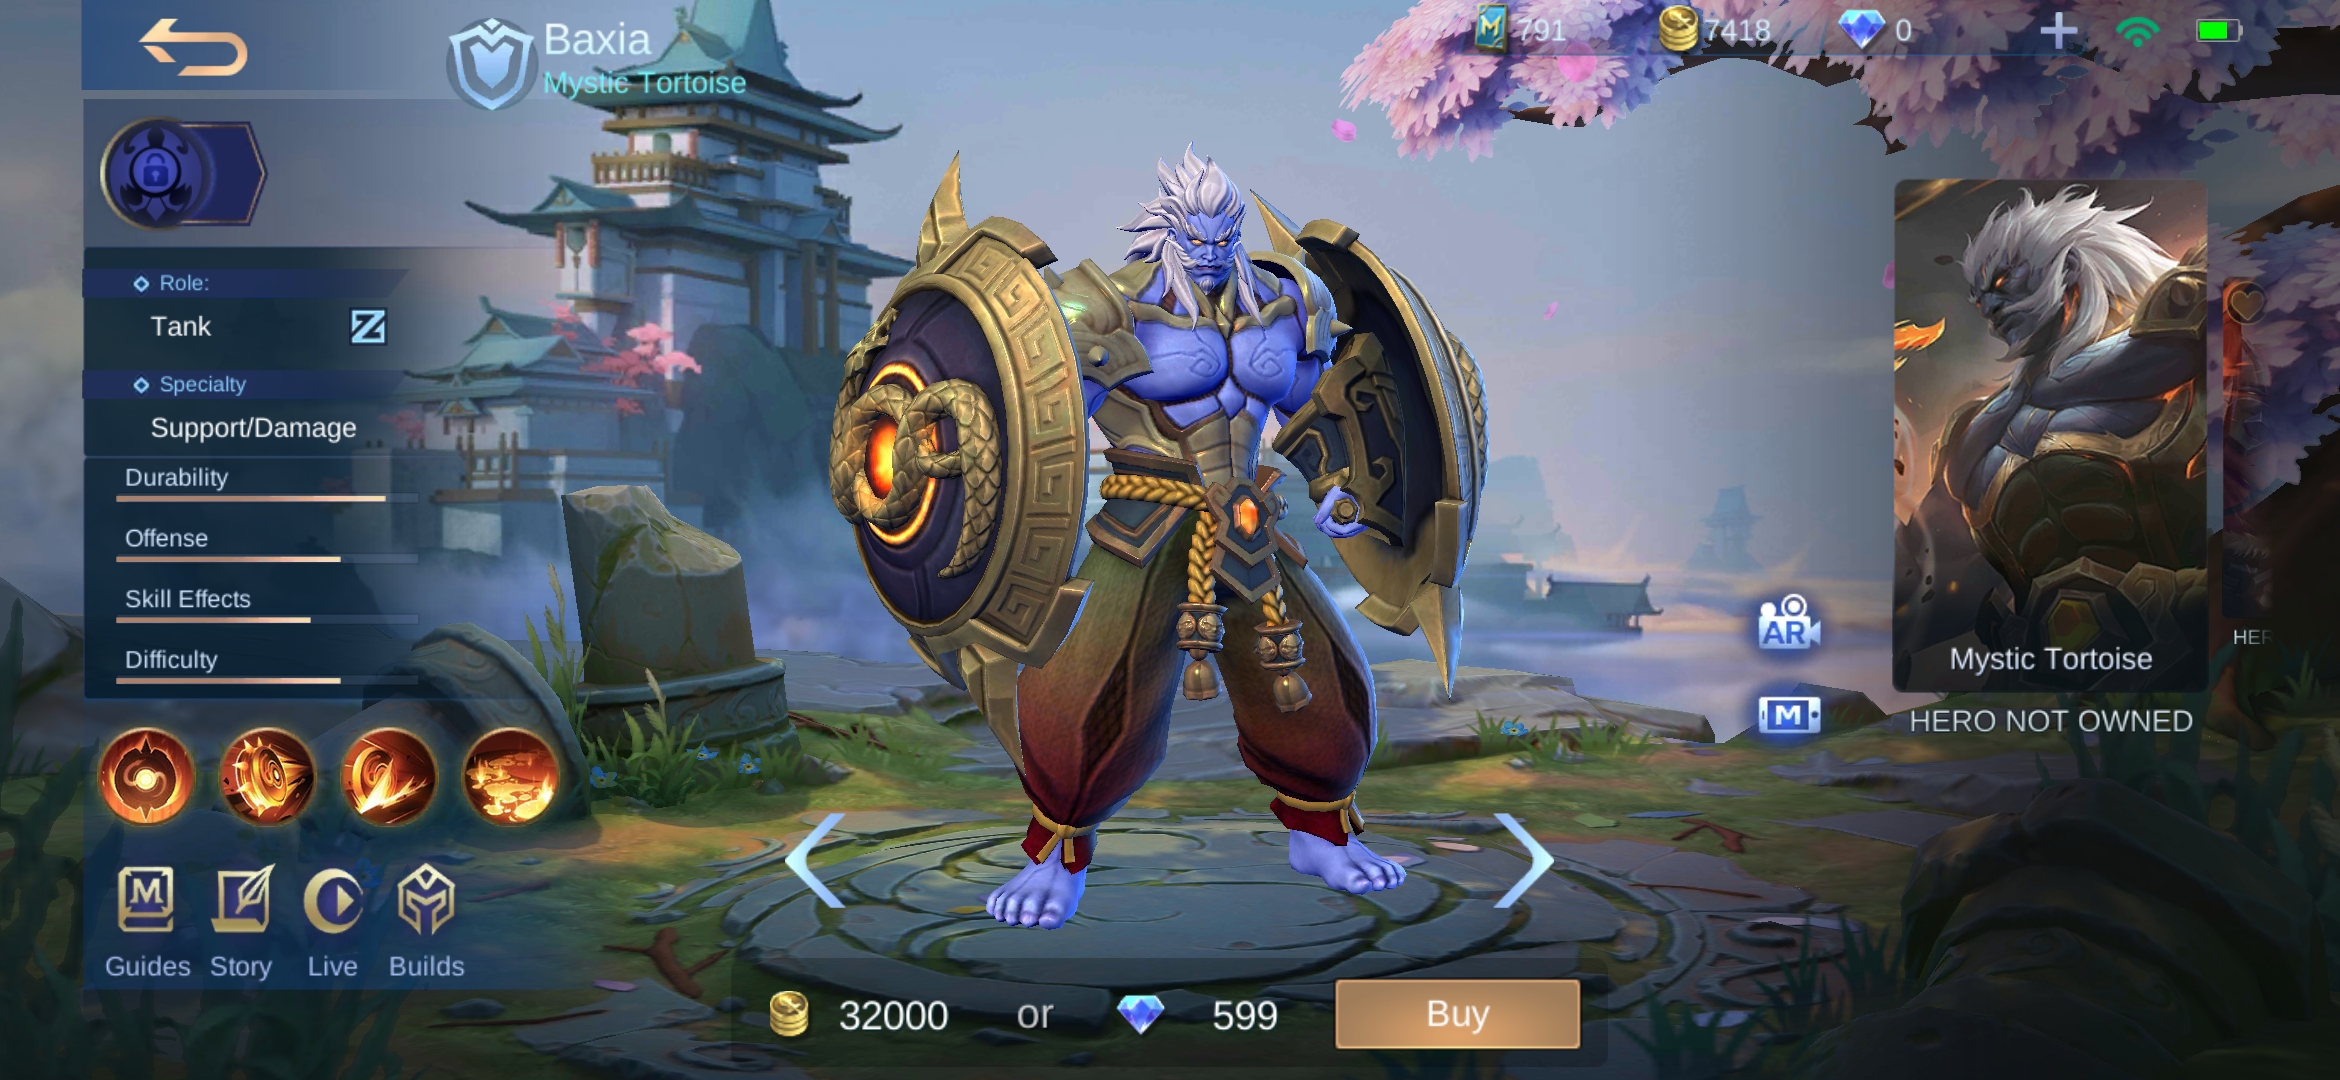 Baxia
Mystic Tortoise
791
7418
0
Role:
Tank
Specialty
Support/Damage
Durability
Offense
Skill Effects
Difficulty
AR
M
Mystic Tortoise
HERO NOT OWNED
HER
M
Guides
Story
Live
Builds
32000
or
599
Buy